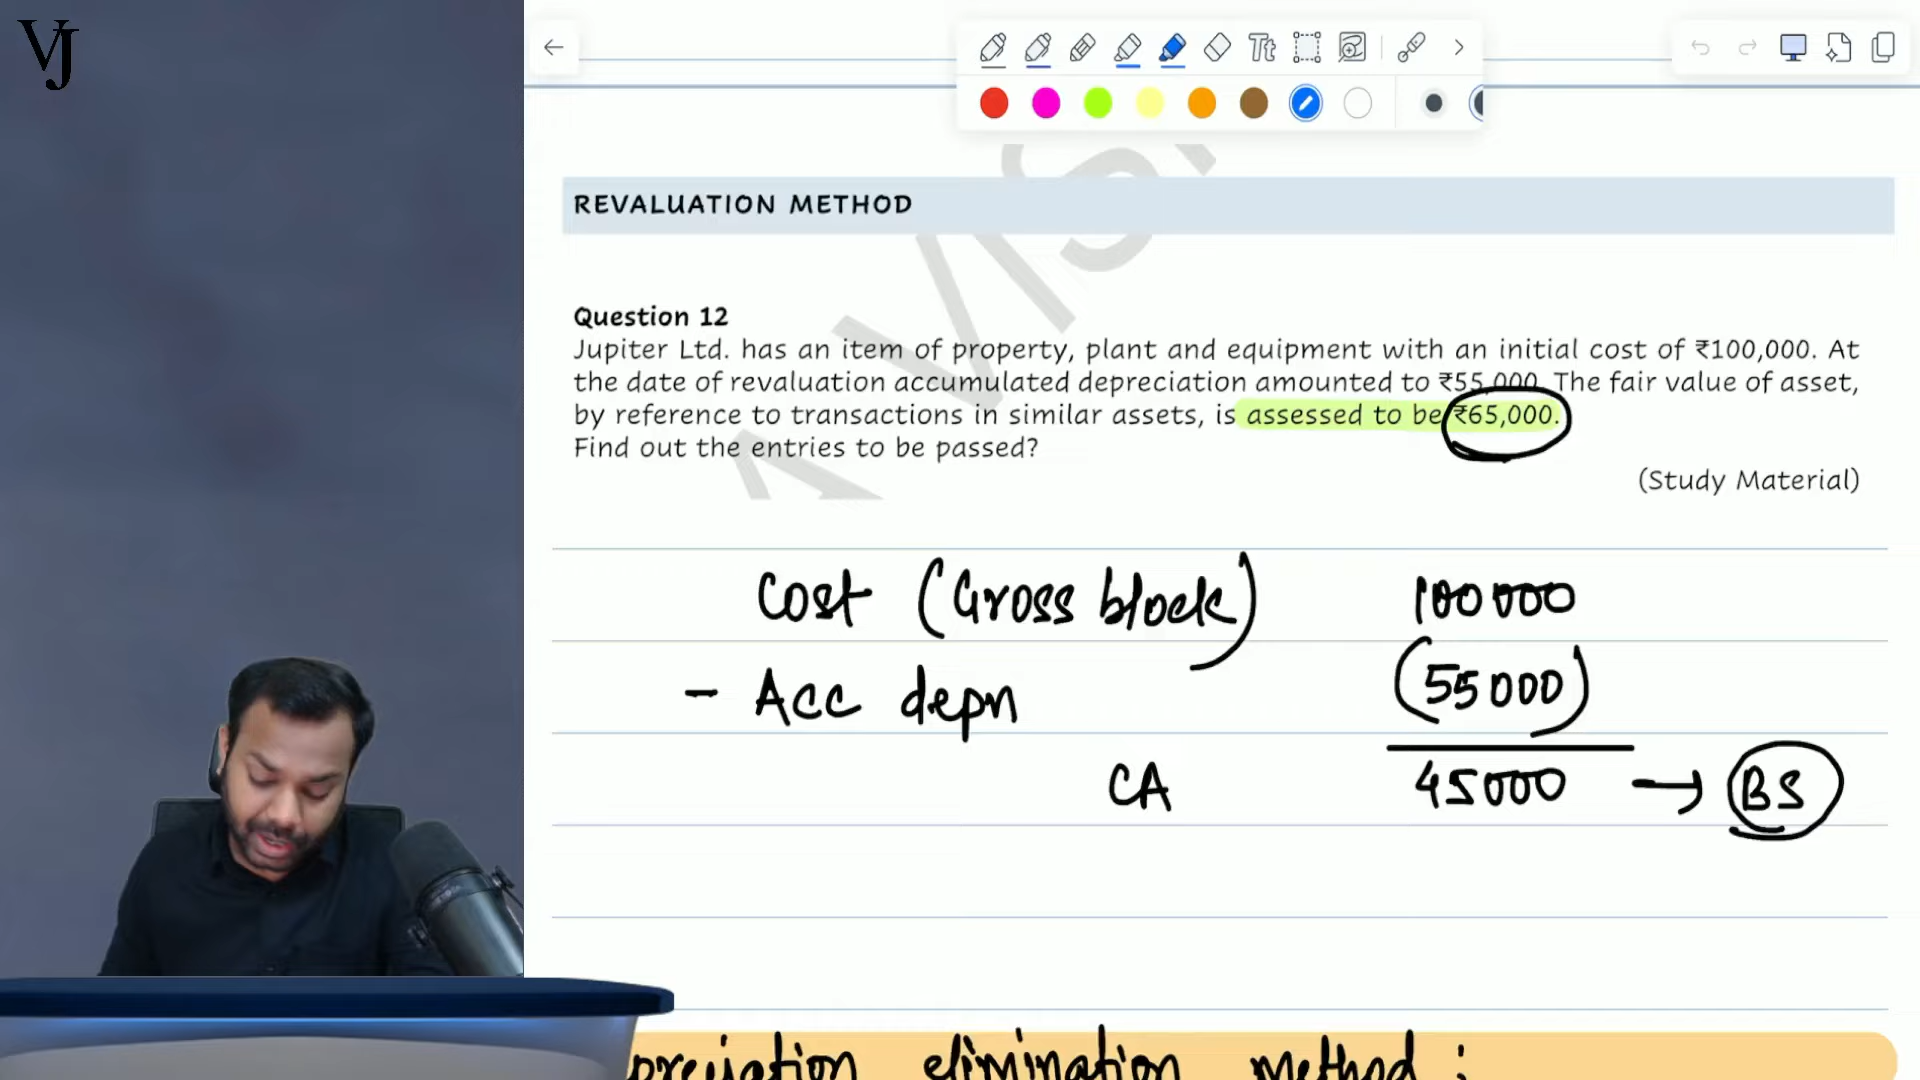 VJ
Tt
REVALUATION METHOD
Question 12
Jupiter Ltd. has an item of property, plant and equipment with an initial cost of ₹100,000. At
the date of revaluation accumulated depreciation amounted to ₹55,000. The fair value of asset,
by reference to transactions in similar assets, is assessed to be ₹65,000.
Find out the entries to be passed?
(Study Material)
Cost (Gross block) 100000
- Acc depn (55000)
CA 45000 → BS
elimination method :